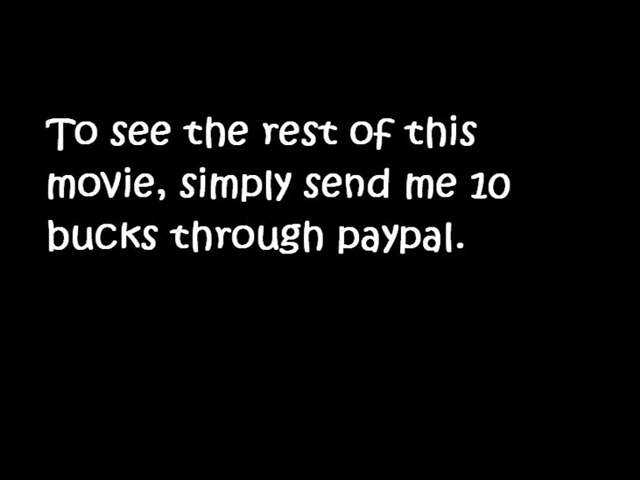 To see the rest of this
movie, simply send me 10
bucks through paypal.